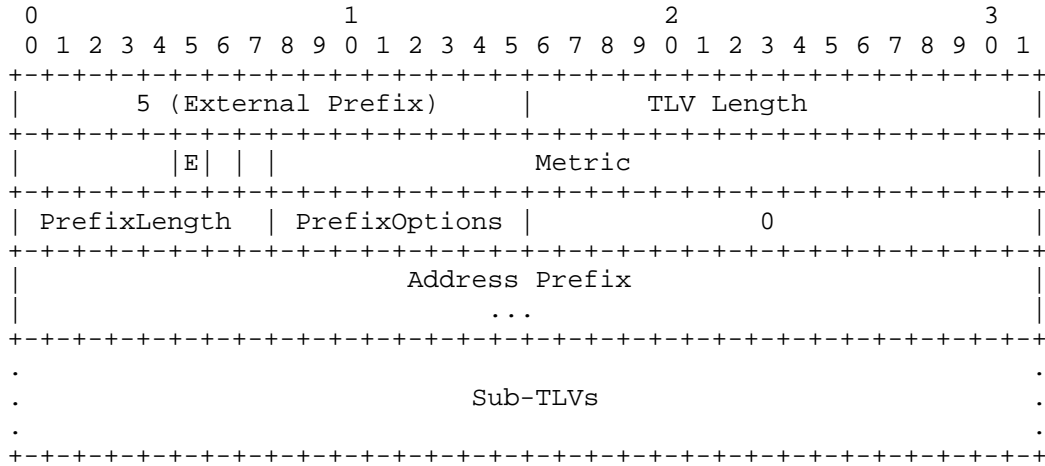 0                   1                   2                   3
 0 1 2 3 4 5 6 7 8 9 0 1 2 3 4 5 6 7 8 9 0 1 2 3 4 5 6 7 8 9 0 1
+-+-+-+-+-+-+-+-+-+-+-+-+-+-+-+-+-+-+-+-+-+-+-+-+-+-+-+-+-+-+-+-+
|       5 (External Prefix)     |       TLV Length              |
+-+-+-+-+-+-+-+-+-+-+-+-+-+-+-+-+-+-+-+-+-+-+-+-+-+-+-+-+-+-+-+-+
|         |E| | |                Metric                         |
+-+-+-+-+-+-+-+-+-+-+-+-+-+-+-+-+-+-+-+-+-+-+-+-+-+-+-+-+-+-+-+-+
| PrefixLength  | PrefixOptions |              0                |
+-+-+-+-+-+-+-+-+-+-+-+-+-+-+-+-+-+-+-+-+-+-+-+-+-+-+-+-+-+-+-+-+
|                        Address Prefix                         |
|                             ...                               |
+-+-+-+-+-+-+-+-+-+-+-+-+-+-+-+-+-+-+-+-+-+-+-+-+-+-+-+-+-+-+-+-+
.                                                               .
.                            Sub-TLVs                           .
.                                                               .
+-+-+-+-+-+-+-+-+-+-+-+-+-+-+-+-+-+-+-+-+-+-+-+-+-+-+-+-+-+-+-+-+